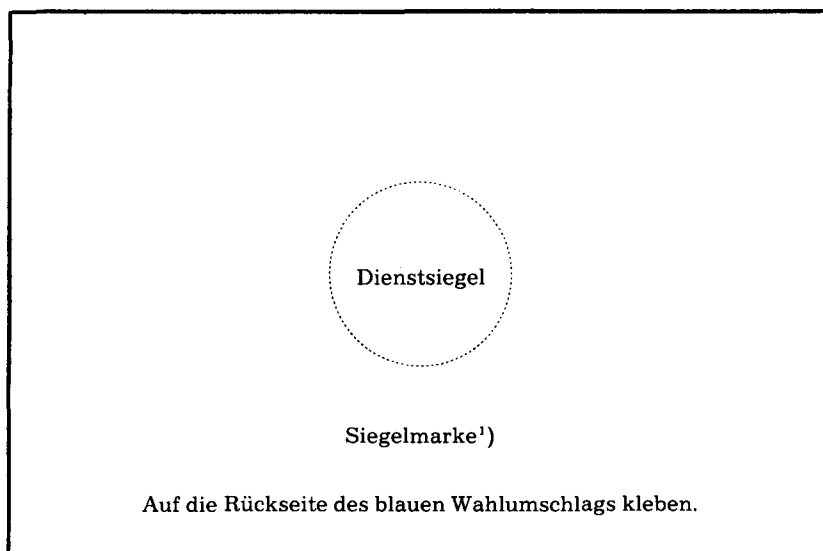 Dienstsiegel
Siegelmarke¹)
Auf die Rückseite des blauen Wahlumschlags kleben.